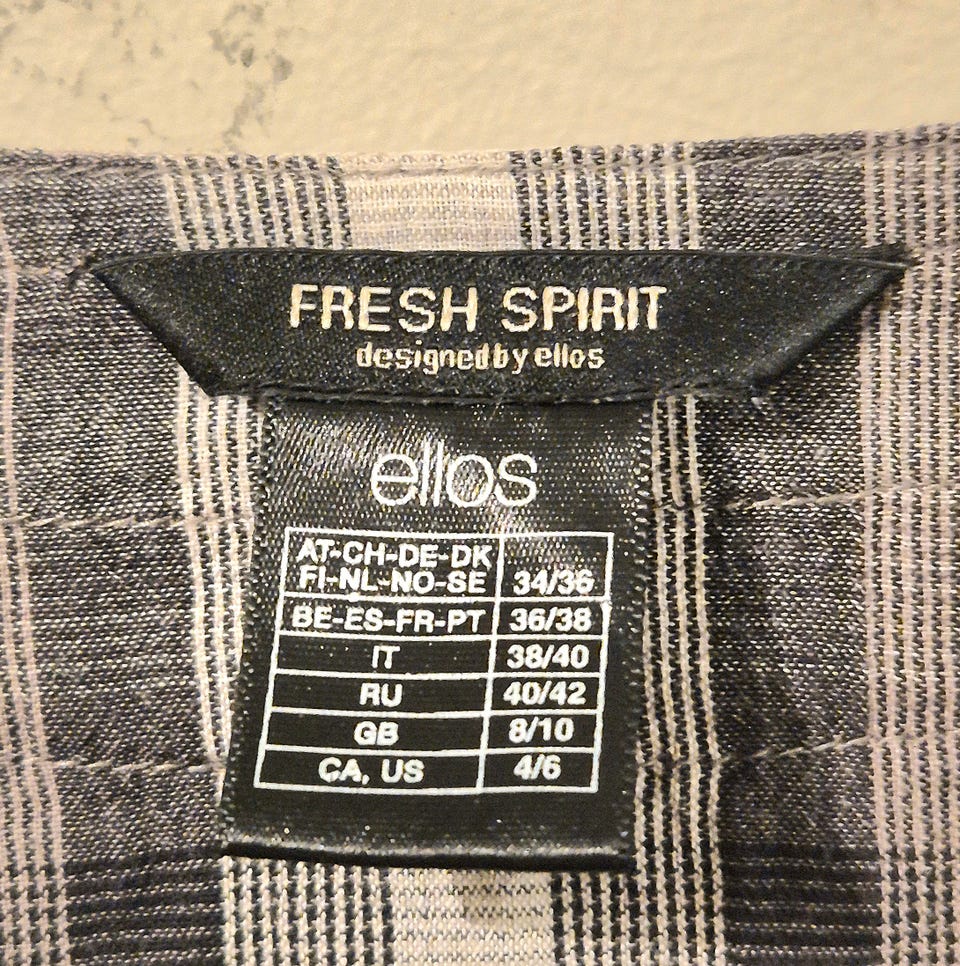 FRESH SPIRIT
designed by ellos
ellos
AT-CH-DE-DK
FI-NL-NO-SE 34/36
BE-ES-FR-PT 36/38
IT 38/40
RU 40/42
GB 8/10
CA, US 4/6